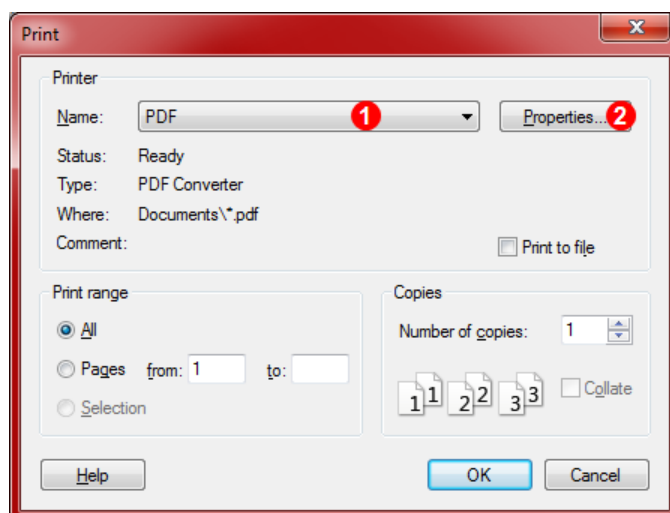 Print
x
Printer
Name: PDF 1 Properties... 2
Status: Ready
Type: PDF Converter
Where: Documents\*.pdf
Comment:
Print to file
Print range
All
Pages from: 1 to:
Selection
Copies
Number of copies: 1
1 1 2 2 3 3 Collate
Help OK Cancel